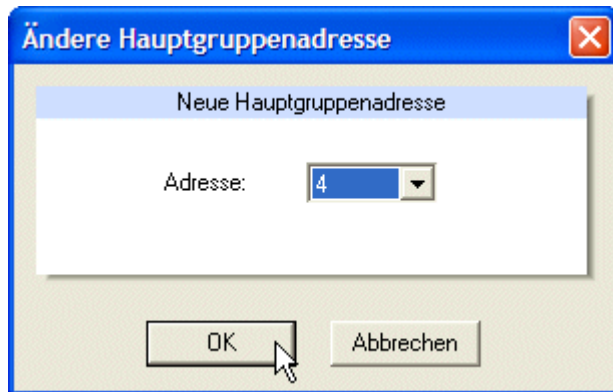 Ändere Hauptgruppenadresse
Neue Hauptgruppenadresse
Adresse: 4
OK Abbrechen